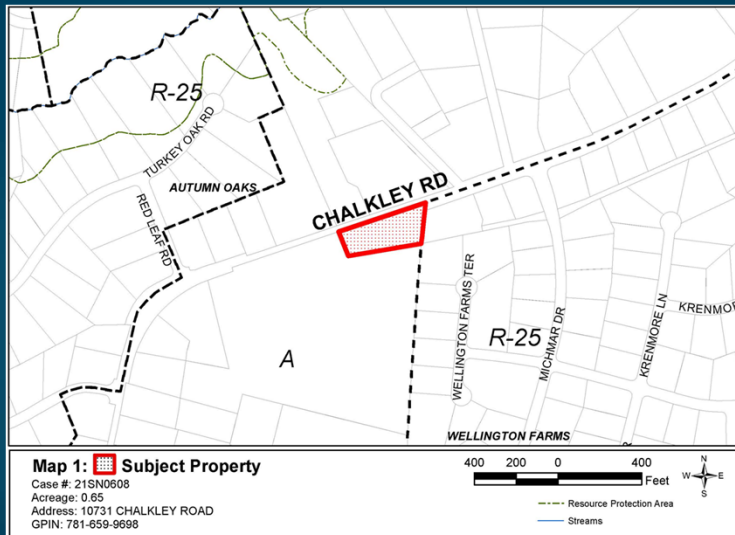 R-25
TURKEY OAK RD
AUTUMN OAKS
RED LEAF RD
CHALKLEY RD
WELLINGTON FARMS TER
MICHMAR DR
KRENMORE LN
KRENMOR
R-25
A
WELLINGTON FARMS
R
Map 1: Subject Property
Case #: 21SN0608
Acreage: 0.65
Address: 10731 CHALKLEY ROAD
GPIN: 781-659-9698
400 200 0 400
Feet
N
W E
S
Resource Protection Area
Streams